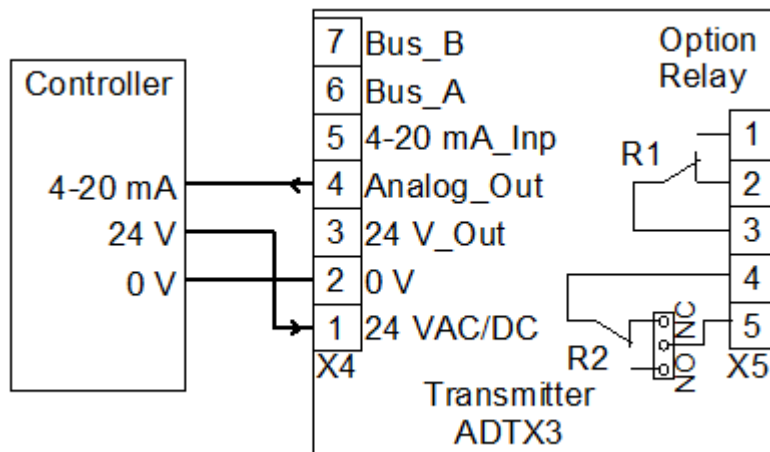 Controller
4-20 mA
24 V
0 V
7 Bus_B
6 Bus_A
5 4-20 mA_Inp
4 Analog_Out
3 24 V_Out
2 0 V
1 24 VAC/DC
X4
Option
Relay
R1
1
2
3
4
5
X5
R2
NC
NO
Transmitter
ADTX3